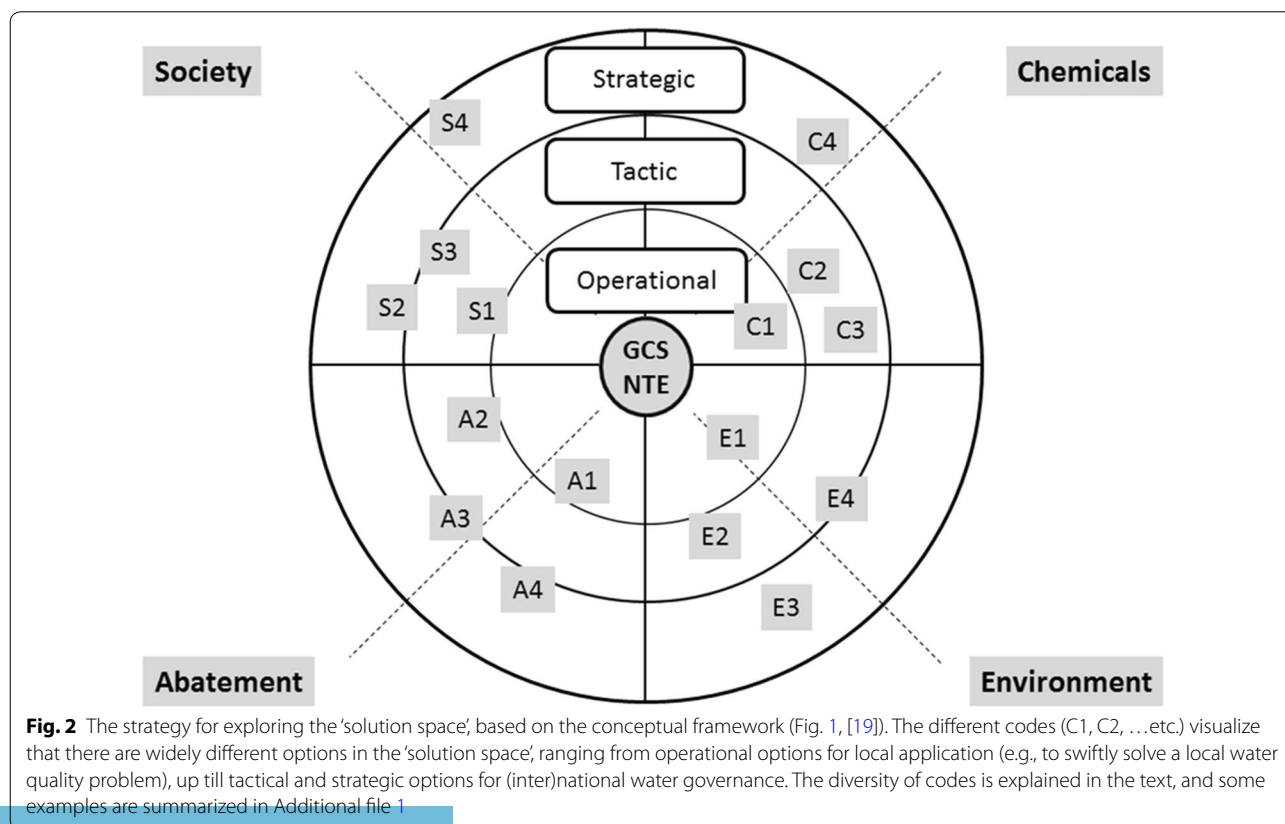 Society
Chemicals
Strategic
S4
C4
Tactic
S3
C2
Operational
S2
S1
C1
C3
GCS
NTE
A2
E1
A1
E4
A3
E2
A4
E3
Abatement
Environment
Fig. 2 The strategy for exploring the ‘solution space’, based on the conceptual framework (Fig. 1, [19]). The different codes (C1, C2, …etc.) visualize
that there are widely different options in the ‘solution space’, ranging from operational options for local application (e.g., to swiftly solve a local water
quality problem), up till tactical and strategic options for (inter)national water governance. The diversity of codes is explained in the text, and some
examples are summarized in Additional file 1